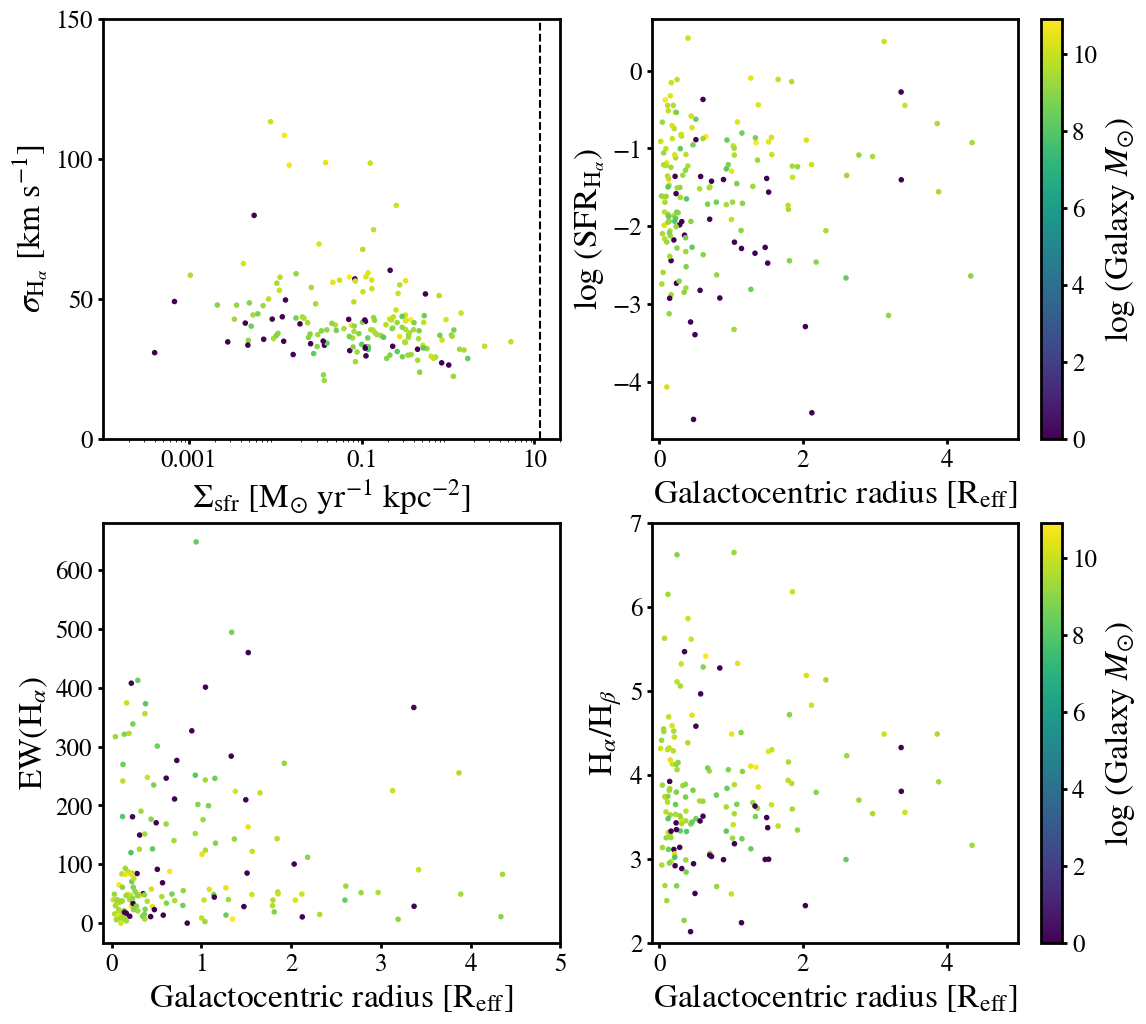 150
100
50
0
σ_Hα [km s⁻¹]
0.001 0.1 10
Σ_sfr [M⊙ yr⁻¹ kpc⁻²]
0
−1
−2
−3
−4
log (SFR_Hα)
0 2 4
Galactocentric radius [R_eff]
10
8
6
4
2
0
log (Galaxy M⊙)
600
500
400
300
200
100
0
EW(Hα)
0 1 2 3 4 5
Galactocentric radius [R_eff]
7
6
5
4
3
2
Hα/Hβ
0 2 4
Galactocentric radius [R_eff]
10
8
6
4
2
0
log (Galaxy M⊙)